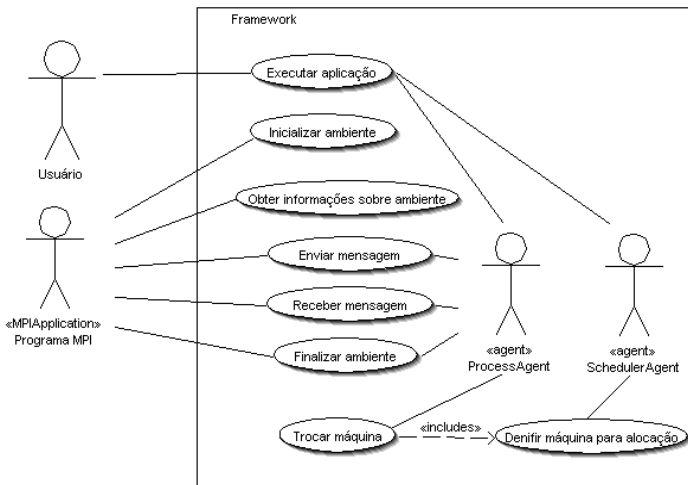 Framework
Executar aplicação
Usuário
Inicializar ambiente
Obter informações sobre ambiente
Enviar mensagem
Receber mensagem
Finalizar ambiente
«MPIApplication»
Programa MPI
«agent»
ProcessAgent
«agent»
SchedulerAgent
Trocar máquina
«includes»
Denifir máquina para alocação